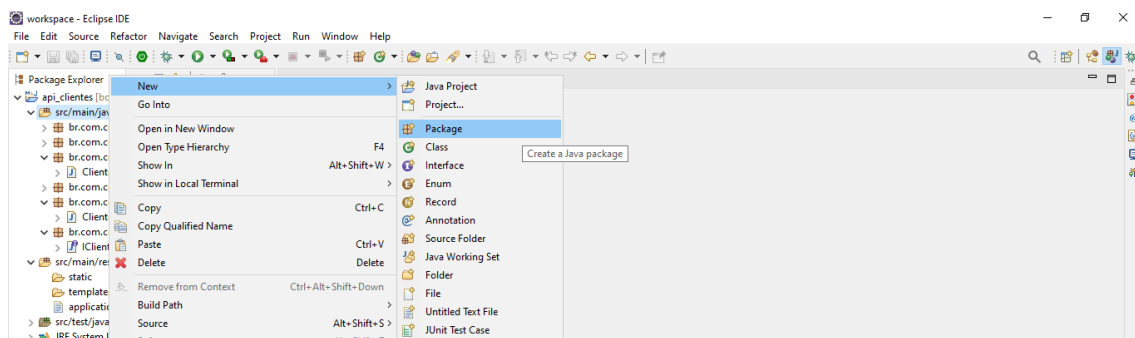 workspace - Eclipse IDE
File Edit Source Refactor Navigate Search Project Run Window Help
Package Explorer
api_clientes [bo
src/main/jav
br.com.c
br.com.c
br.com.c
Client
br.com.c
br.com.c
Client
br.com.c
IClient
src/main/res
static
template
applicatio
src/test/java
JRE System L
New
Go Into
Open in New Window
Open Type Hierarchy F4
Show In Alt+Shift+W >
Show in Local Terminal >
Copy Ctrl+C
Copy Qualified Name
Paste Ctrl+V
Delete Delete
Remove from Context Ctrl+Alt+Shift+Down
Build Path >
Source Alt+Shift+S >
Java Project
Project...
Package
Class
Interface
Enum
Record
Annotation
Source Folder
Java Working Set
Folder
File
Untitled Text File
JUnit Test Case
Create a Java package